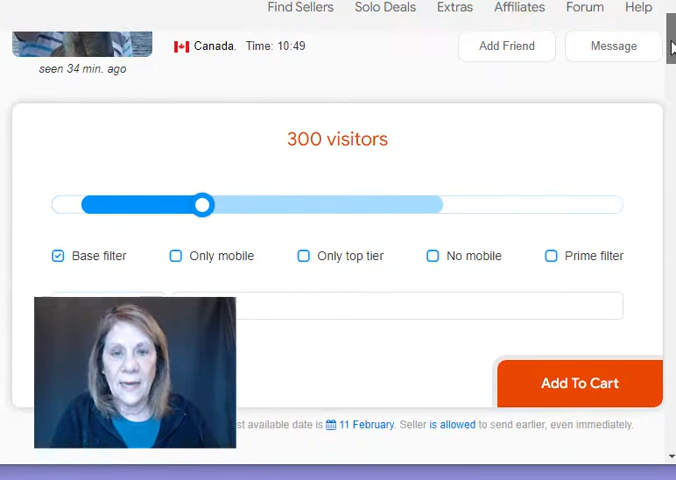 Find Sellers Solo Deals Extras Affiliates Forum Help
Canada. Time: 10:49 Add Friend Message
seen 34 min. ago
300 visitors
Base filter Only mobile Only top tier No mobile Prime filter
Add To Cart
available date is 11 February. Seller is allowed to send earlier, even immediately.